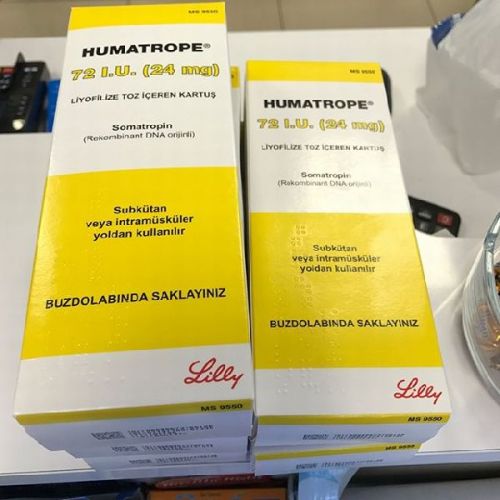 MS 9550
HUMATROPE®
72 I.U. (24 mg)
LİYOFİLİZE TOZ İÇEREN KARTUŞ
Somatropin
(Rekombinant DNA orijinli)
Subkütan
veya intramüsküler
yoldan kullanılır
BUZDOLABINDA SAKLAYINIZ
Lilly
MS 9550
MS 9550
HUMATROPE®
72 I.U. (24 mg)
LİYOFİLİZE TOZ İÇEREN KARTUŞ
Somatropin
(Rekombinant DNA orijinli)
Subkütan
veya intramüsküler
yoldan kullanılır
BUZDOLABINDA SAKLAYINIZ
Lilly
MS 9550